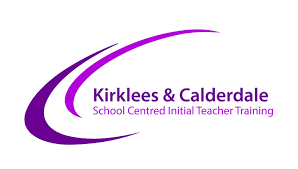 Kirklees & Calderdale
School Centred Initial Teacher Training